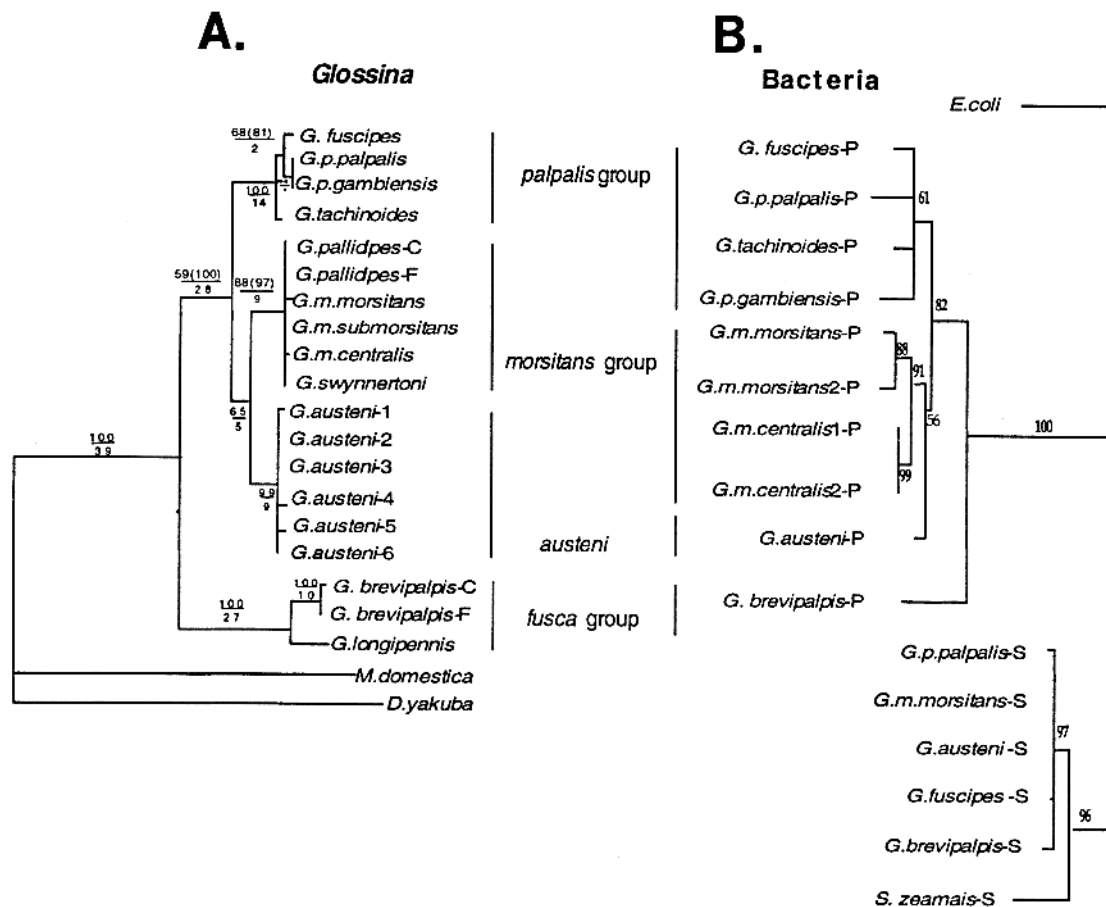 A.
Glossina
68(81)
2
G. fuscipes
G.p.palpalis
G.p.gambiensis
100
14
G.tachinoides
palpalis group
59(100)
28
88(97)
9
G.pallidpes-C
G.pallidpes-F
G.m.morsitans
G.m.submorsitans
G.m.centralis
G.swynnertoni
morsitans group
65
5
G.austeni-1
G.austeni-2
G.austeni-3
99
9
G.austeni-4
G.austeni-5
G.austeni-6
austeni
100
39
100
10
G. brevipalpis-C
G. brevipalpis-F
100
27
G.longipennis
fusca group
M.domestica
D.yakuba
B.
Bacteria
E.coli
G. fuscipes-P
61
G.p.palpalis-P
G.tachinoides-P
G.p.gambiensis-P
82
G.m.morsitans-P
88
91
G.m.morsitans2-P
56
G.m.centralis1-P
100
99
G.m.centralis2-P
G.austeni-P
G. brevipalpis-P
G.p.palpalis-S
G.m.morsitans-S
97
G.austeni-S
G.fuscipes-S
96
G.brevipalpis-S
S. zeamais-S